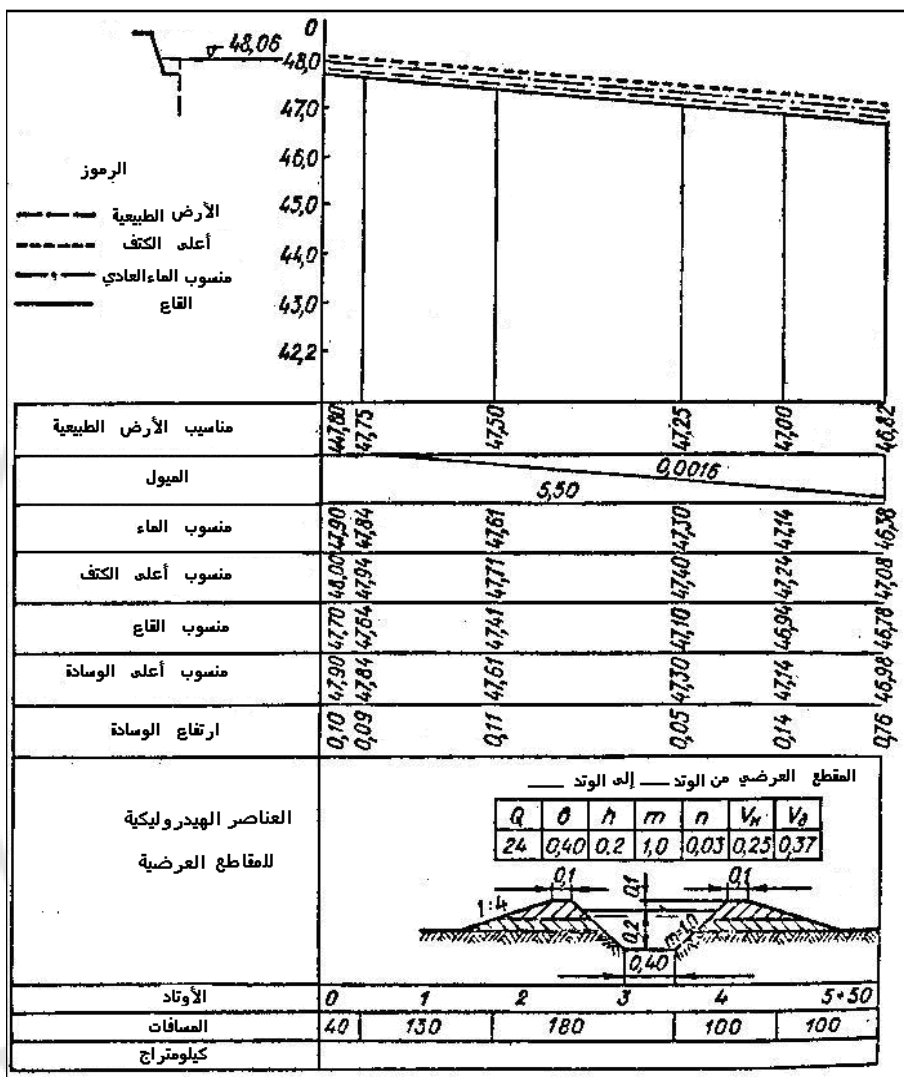 0
48,06
48,0
47,0
46,0
45,0
44,0
43,0
42,2
الرموز
الأرض الطبيعية
أعلى الكتف
منسوب الماء العادي
القاع
مناسيب الأرض الطبيعية
447,80 47,75 47,50 47,25 47,00 46,82
الميول
0,0016
5,50
منسوب الماء
47,90 47,84 47,61 47,30 47,14 46,38
منسوب أعلى الكتف
48,00 47,94 47,71 47,40 47,24 47,08
منسوب القاع
47,70 47,64 47,41 47,10 46,94 46,78
منسوب أعلى الوسادة
47,90 47,84 47,61 47,30 47,14 46,98
ارتفاع الوسادة
0,10 0,09 0,11 0,05 0,14 0,76
العناصر الهيدروليكية
للمقاطع العرضية
المقطع العرضي من الوتد ___ إلى الوتد ___
Q в h m n Vн Vд
24 0,40 0.2 1,0 0,03 0,25 0,37
0,1 0,1 0,1
1:4 0,2 m=1,0
0,40
الأوتاد
0 1 2 3 4 5+50
المسافات
40 130 180 100 100
كيلومتراج